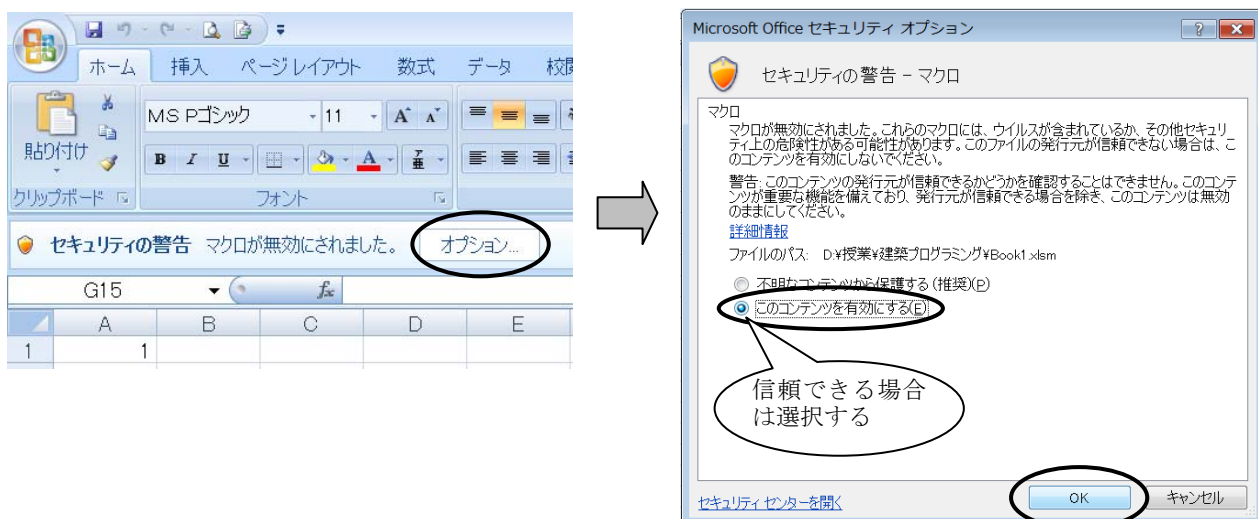 ホーム 挿入 ページ レイアウト 数式 データ 校閲
MS Pゴシック 11 A A
貼り付け
B I U A ア亜
クリップボード フォント
セキュリティの警告 マクロが無効にされました。 オプション...
G15 fx
A B C D E
1 1
Microsoft Office セキュリティ オプション
セキュリティの警告 - マクロ
マクロ
マクロが無効にされました。これらのマクロには、ウイルスが含まれているか、その他セキュリ
ティ上の危険性がある可能性があります。このファイルの発行元が信頼できない場合は、こ
のコンテンツを有効にしないでください。
警告: このコンテンツの発行元が信頼できるかどうかを確認することはできません。このコンテ
ンツが重要な機能を備えており、発行元が信頼できる場合を除き、このコンテンツは無効
のままにしてください。
詳細情報
ファイルのパス: D:¥授業¥建築プログラミング¥Book1.xlsm
不明なコンテンツから保護する (推奨)(P)
このコンテンツを有効にする(E)
信頼できる場合
は選択する
セキュリティ センターを開く OK キャンセル